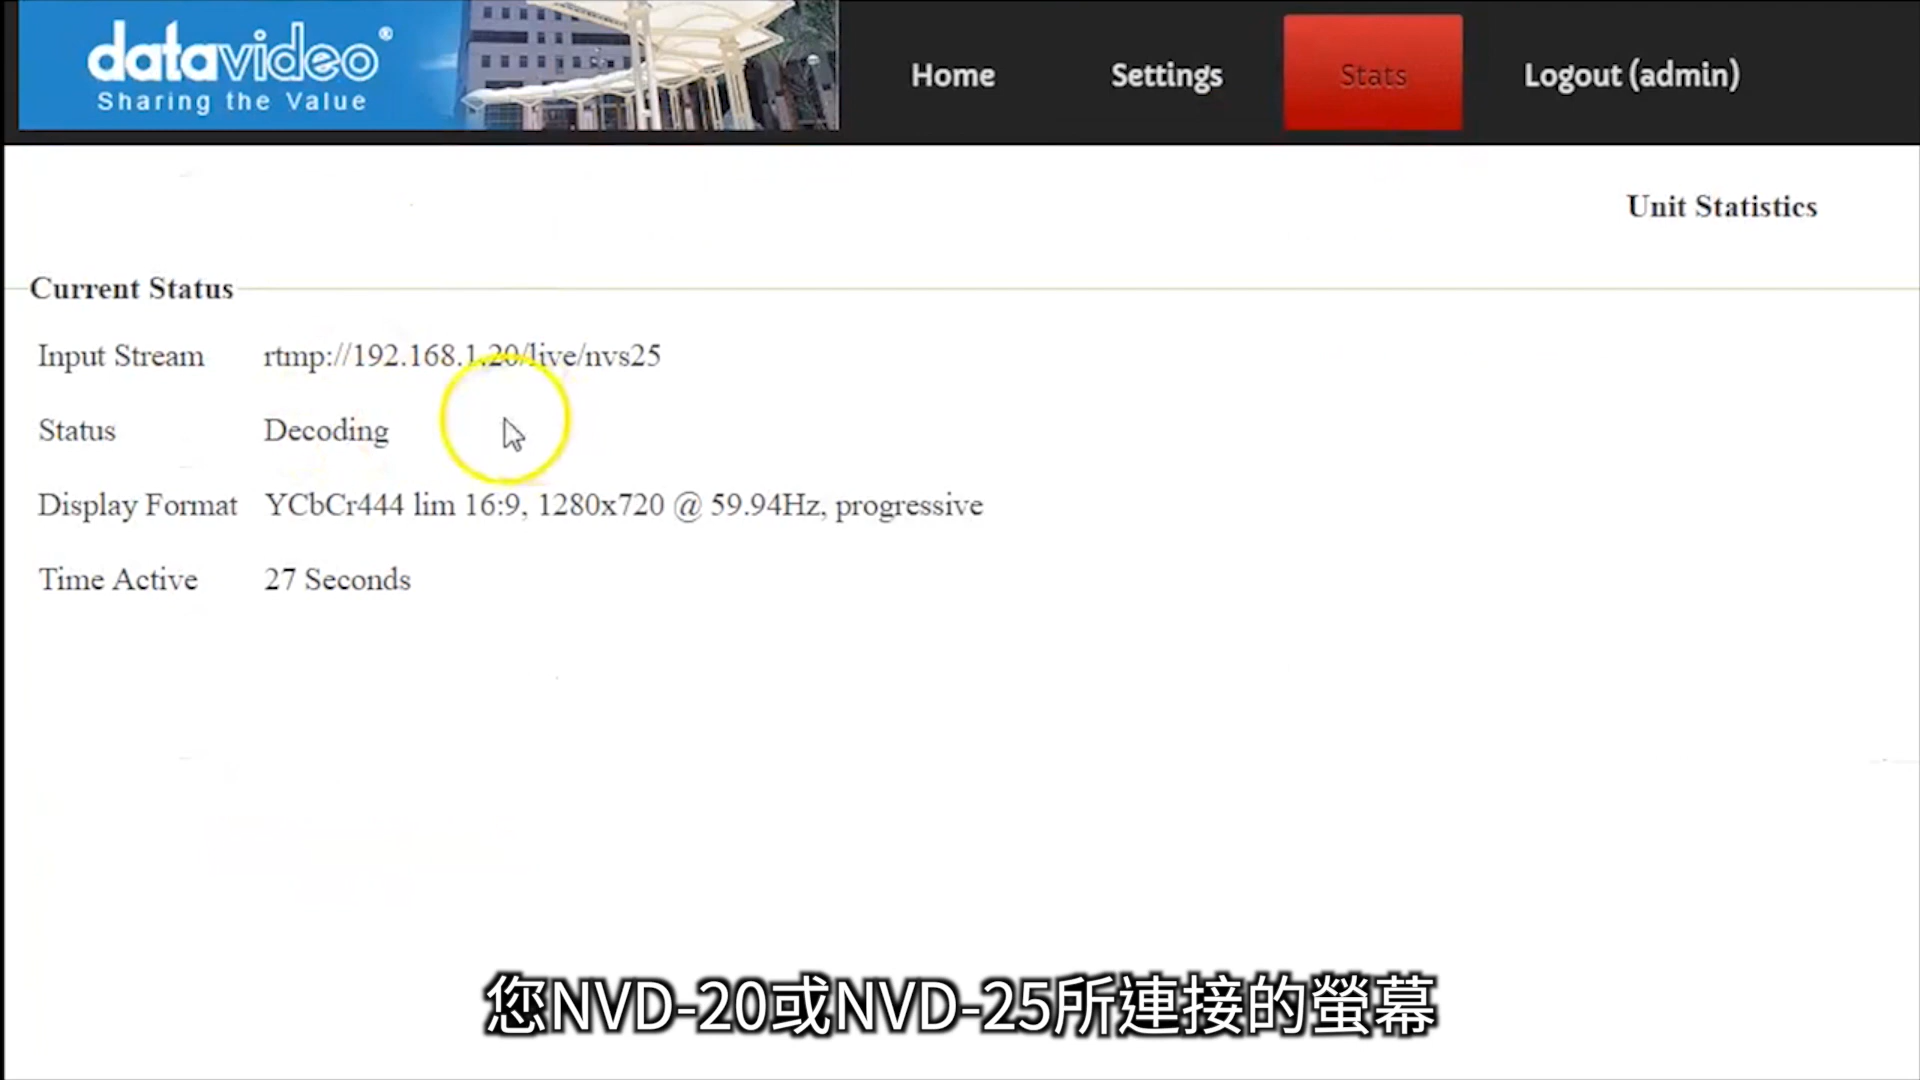 datavideo®
Sharing the Value
Home
Settings
Stats
Logout (admin)
Unit Statistics
Current Status
Input Stream rtmp://192.168.1.20/live/nvs25
Status Decoding
Display Format YCbCr444 lim 16:9, 1280x720 @ 59.94Hz, progressive
Time Active 27 Seconds
您NVD-20或NVD-25所連接的螢幕